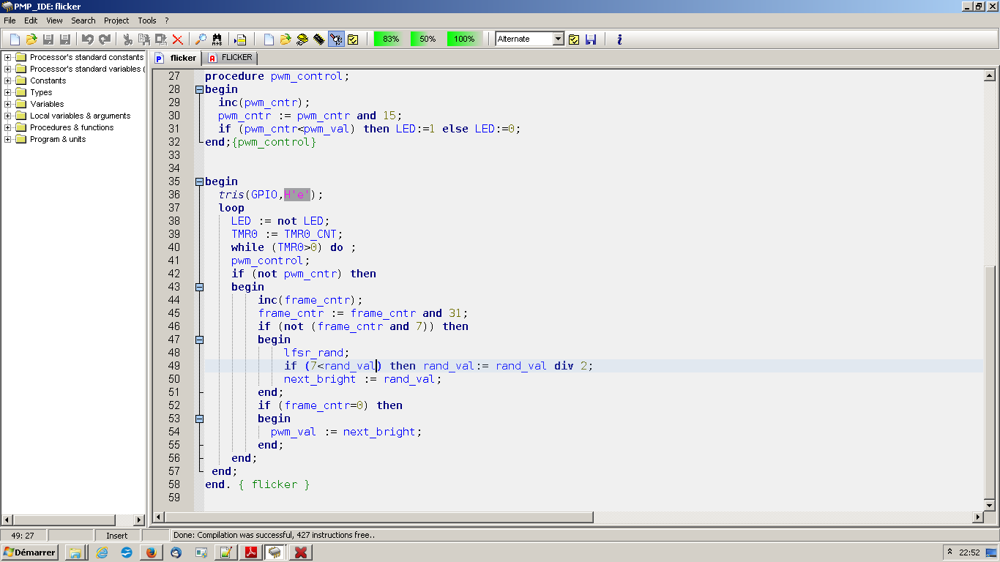 PMP_IDE: flicker
File Edit View Search Project Tools ?
83% 50% 100% Alternate
Processor's standard constants
Processor's standard variables (
Constants
Types
Variables
Local variables & arguments
Procedures & functions
Program & units
flicker FLICKER
27 procedure pwm_control;
28 begin
29 inc(pwm_cntr);
30 pwm_cntr := pwm_cntr and 15;
31 if (pwm_cntr<pwm_val) then LED:=1 else LED:=0;
32 end;{pwm_control}
33
34
35 begin
36 tris(GPIO,H'e');
37 loop
38 LED := not LED;
39 TMR0 := TMR0_CNT;
40 while (TMR0>0) do ;
41 pwm_control;
42 if (not pwm_cntr) then
43 begin
44 inc(frame_cntr);
45 frame_cntr := frame_cntr and 31;
46 if (not (frame_cntr and 7)) then
47 begin
48 lfsr_rand;
49 if (7<rand_val) then rand_val:= rand_val div 2;
50 next_bright := rand_val;
51 end;
52 if (frame_cntr=0) then
53 begin
54 pwm_val := next_bright;
55 end;
56 end;
57 end;
58 end. { flicker }
59
49: 27 Insert Done: Compilation was successful, 427 instructions free..
Démarrer 22:52